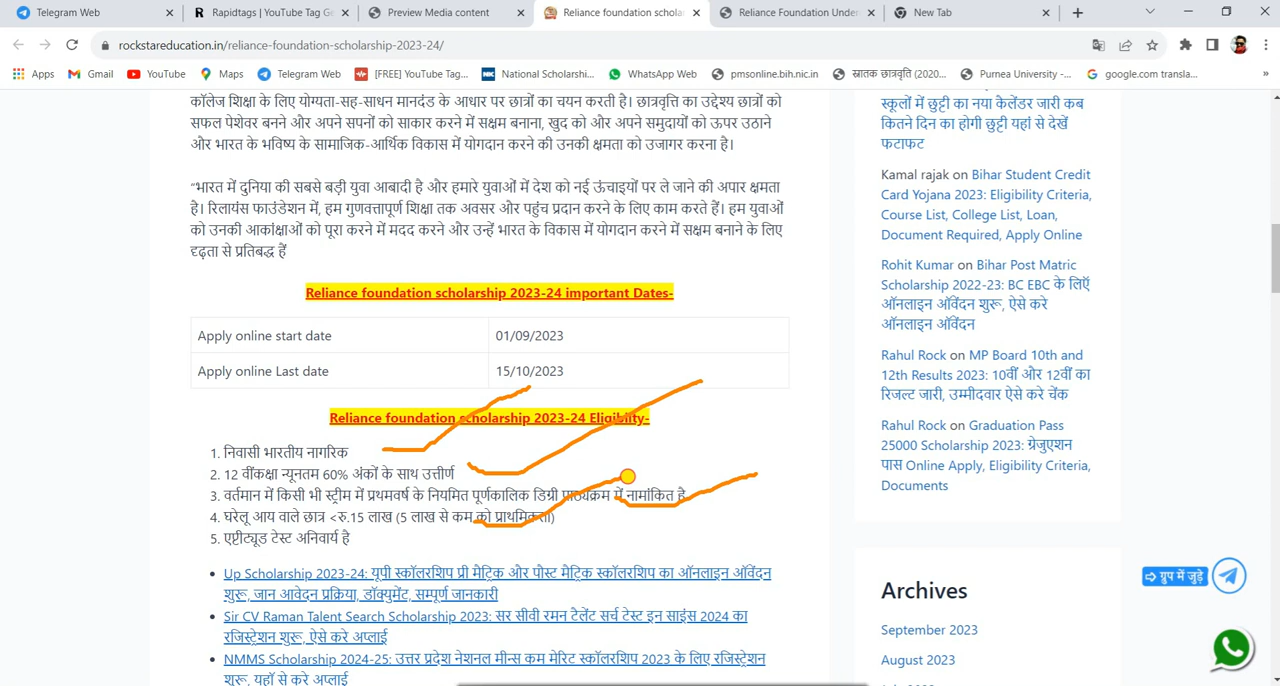 Telegram Web
Rapidtags | YouTube Tag Ge
Preview Media content
Reliance foundation scholar
Reliance Foundation Under
New Tab
rockstareducation.in/reliance-foundation-scholarship-2023-24/
Apps
Gmail
YouTube
Maps
Telegram Web
[FREE] YouTube Tag...
National Scholarshi...
WhatsApp Web
pmsonline.bih.nic.in
स्नातक छात्रवृति (2020...
Purnea University -...
google.com transla...
»
कॉलेज शिक्षा के लिए योग्यता-सह-साधन मानदंड के आधार पर छात्रों का चयन करती है। छात्रवृत्ति का उद्देश्य छात्रों को
सफल पेशेवर बनने और अपने सपनों को साकार करने में सक्षम बनाना, खुद को और अपने समुदायों को ऊपर उठाने
और भारत के भविष्य के सामाजिक-आर्थिक विकास में योगदान करने की उनकी क्षमता को उजागर करना है।
“भारत में दुनिया की सबसे बड़ी युवा आबादी है और हमारे युवाओं में देश को नई ऊंचाइयों पर ले जाने की अपार क्षमता
है। रिलायंस फाउंडेशन में, हम गुणवत्तापूर्ण शिक्षा तक अवसर और पहुंच प्रदान करने के लिए काम करते हैं। हम युवाओं
को उनकी आकांक्षाओं को पूरा करने में मदद करने और उन्हें भारत के विकास में योगदान करने में सक्षम बनाने के लिए
दृढ़ता से प्रतिबद्ध हैं
Reliance foundation scholarship 2023-24 important Dates-
Apply online start date 01/09/2023
Apply online Last date 15/10/2023
Reliance foundation scholarship 2023-24 Eligibility-
1. निवासी भारतीय नागरिक
2. 12 वींकक्षा न्यूनतम 60% अंकों के साथ उत्तीर्ण
3. वर्तमान में किसी भी स्ट्रीम में प्रथमवर्ष के नियमित पूर्णकालिक डिग्री पाठ्यक्रम में नामांकित है
4. घरेलू आय वाले छात्र <रु.15 लाख (5 लाख से कम को प्राथमिकता)
5. एप्टीट्यूड टेस्ट अनिवार्य है
Up Scholarship 2023-24: यूपी स्कॉलरशिप प्री मैट्रिक और पौस्ट मैट्रिक स्कॉलरशिप का ऑनलाइन ऑवेंदन
शुरू, जान आवेदन प्रक्रिया, डॉक्युमेंट, सम्पूर्ण जानकारी
Sir CV Raman Talent Search Scholarship 2023: सर सीवी रमन टैलेंट सर्च टेस्ट इन साइंस 2024 का
रजिस्ट्रेशन शुरू, ऐसे करे अप्लाई
NMMS Scholarship 2024-25: उत्तर प्रदेश नेशनल मीन्स कम मेरिट स्कॉलरशिप 2023 के लिए रजिस्ट्रेशन
शुरू, यहाँ से करे अप्लाई
स्कूलों में छुट्टी का नया कैलेंडर जारी कब
कितने दिन का होगी छुट्टी यहां से देखें
फटाफट
Kamal rajak on Bihar Student Credit
Card Yojana 2023: Eligibility Criteria,
Course List, College List, Loan,
Document Required, Apply Online
Rohit Kumar on Bihar Post Matric
Scholarship 2022-23: BC EBC के लिऍ
ऑनलाइन ऑवेंदन शुरू, ऐसे करे
ऑनलाइन ऑवेंदन
Rahul Rock on MP Board 10th and
12th Results 2023: 10वीं और 12वीं का
रिजल्ट जारी, उम्मीदवार ऐसे करे चेंक
Rahul Rock on Graduation Pass
25000 Scholarship 2023: ग्रेजुएशन
पास Online Apply, Eligibility Criteria,
Documents
Archives
September 2023
August 2023
ग्रुप में जुड़े